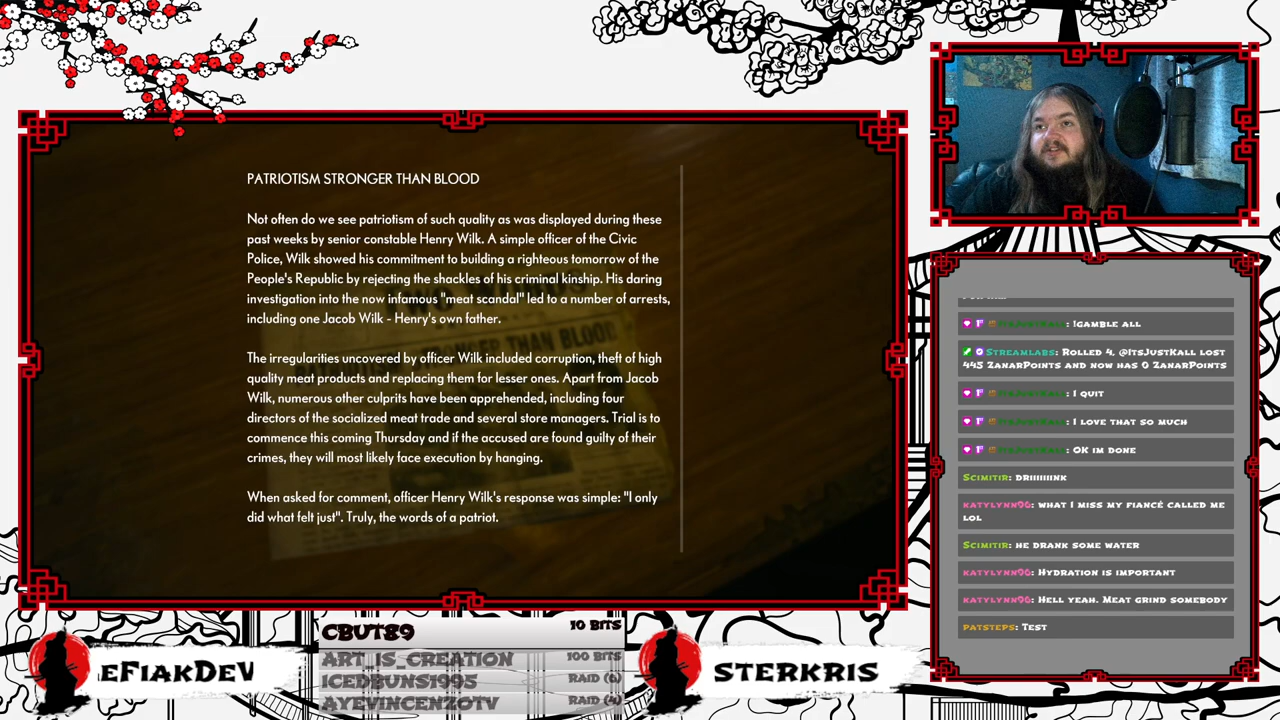 PATRIOTISM STRONGER THAN BLOOD
Not often do we see patriotism of such quality as was displayed during these
past weeks by senior constable Henry Wilk. A simple officer of the Civic
Police, Wilk showed his commitment to building a righteous tomorrow of the
People's Republic by rejecting the shackles of his criminal kinship. His daring
investigation into the now infamous "meat scandal" led to a number of arrests,
including one Jacob Wilk - Henry's own father.
The irregularities uncovered by officer Wilk included corruption, theft of high
quality meat products and replacing them for lesser ones. Apart from Jacob
Wilk, numerous other culprits have been apprehended, including four
directors of the socialized meat trade and several store managers. Trial is to
commence this coming Thursday and if the accused are found guilty of their
crimes, they will most likely face execution by hanging.
When asked for comment, officer Henry Wilk's response was simple: "I only
did what felt just". Truly, the words of a patriot.
ItsJustKall: !gamble all
Streamlabs: Rolled 4, @ItsJustKall lost
445 ZanarPoints and now has 0 ZanarPoints
ItsJustKall: I quit
ItsJustKall: I love that so much
ItsJustKall: Ok im done
Scimitir: driiiiiink
katylynn96: what I miss my fiancé called me
lol
Scimitir: he drank some water
katylynn96: Hydration is important
katylynn96: Hell yeah. Meat grind somebody
patsteps: Test
eFiakDev
CBUT89 10 BITS
ART_IS_CREATION 100 BITS
ICEDBUNS1995 RAID (6)
AYEVINCENZOTV RAID (4)
STERKRIS